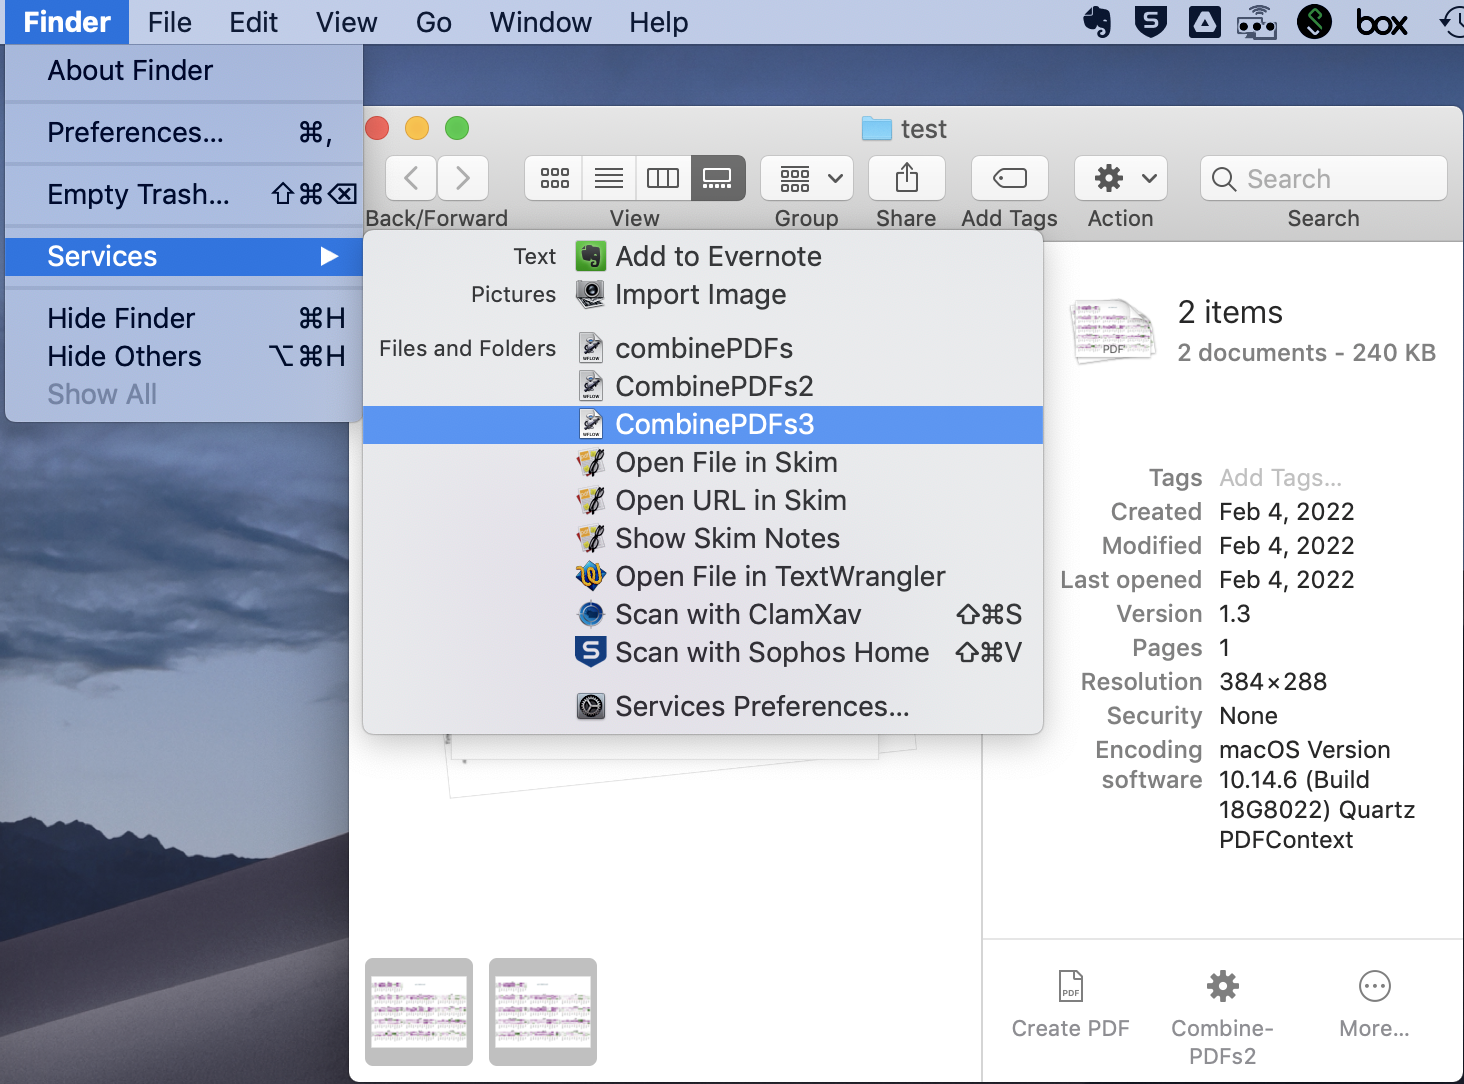 Finder File Edit View Go Window Help box
About Finder
Preferences... ⌘,
Empty Trash... ⇧⌘⌫
Services ▶
Hide Finder ⌘H
Hide Others ⌥⌘H
Show All
test
Search
Back/Forward View Group Share Add Tags Action Search
Text Add to Evernote
Pictures Import Image
Files and Folders combinePDFs
CombinePDFs2
CombinePDFs3
Open File in Skim
Open URL in Skim
Show Skim Notes
Open File in TextWrangler
Scan with ClamXav ⇧⌘S
Scan with Sophos Home ⇧⌘V
Services Preferences...
PDF
2 items
2 documents - 240 KB
Tags Add Tags...
Created Feb 4, 2022
Modified Feb 4, 2022
Last opened Feb 4, 2022
Version 1.3
Pages 1
Resolution 384×288
Security None
Encoding macOS Version
software 10.14.6 (Build
18G8022) Quartz
PDFContext
PDF
Create PDF Combine- More...
PDFs2